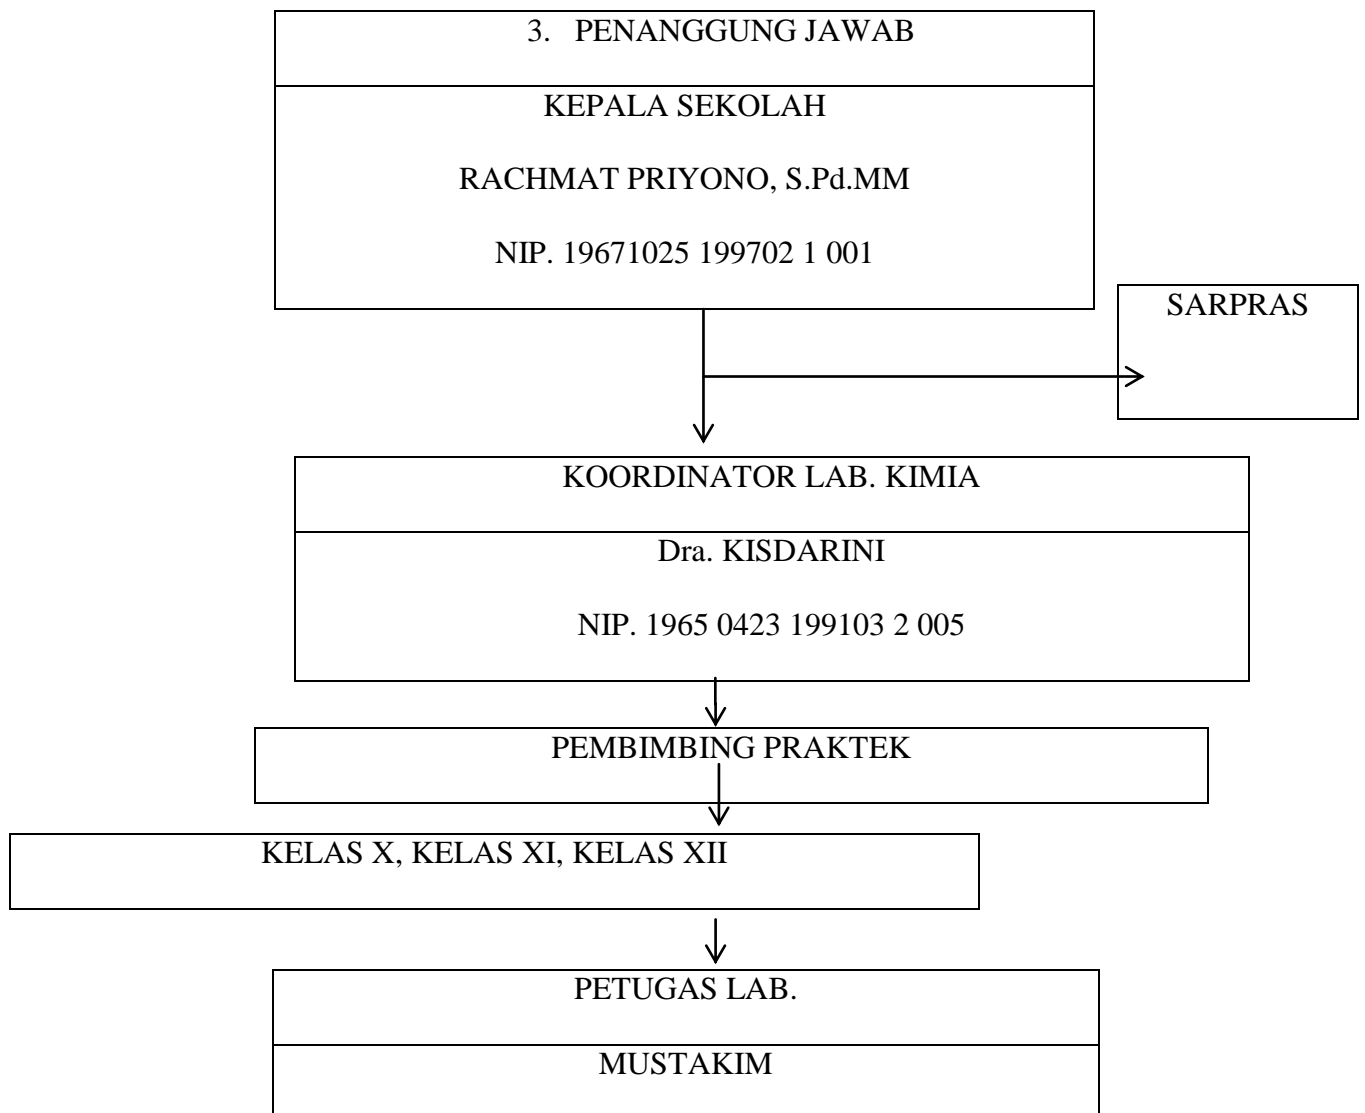 3. PENANGGUNG JAWAB
KEPALA SEKOLAH
RACHMAT PRIYONO, S.Pd.MM
NIP. 19671025 199702 1 001
SARPRAS
KOORDINATOR LAB. KIMIA
Dra. KISDARINI
NIP. 1965 0423 199103 2 005
PEMBIMBING PRAKTEK
KELAS X, KELAS XI, KELAS XII
PETUGAS LAB.
MUSTAKIM